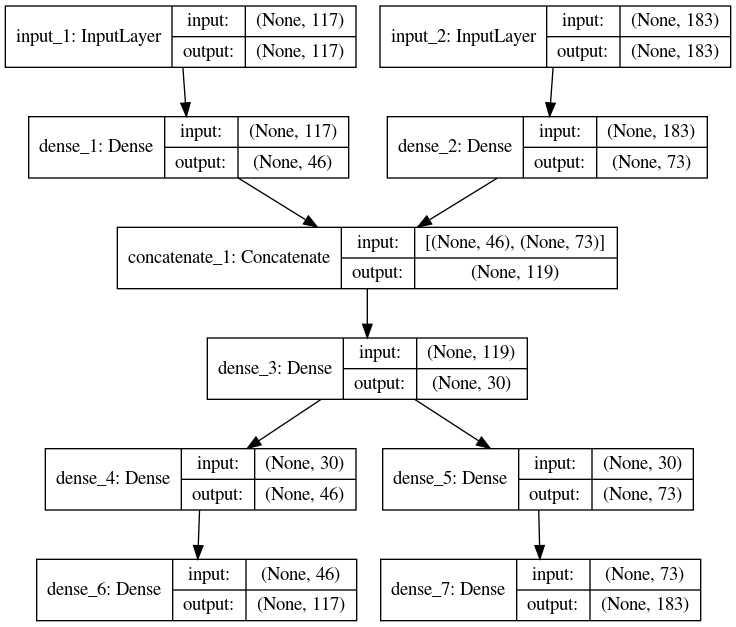 input_1: InputLayer input: (None, 117)
output: (None, 117)
input_2: InputLayer input: (None, 183)
output: (None, 183)
dense_1: Dense input: (None, 117)
output: (None, 46)
dense_2: Dense input: (None, 183)
output: (None, 73)
concatenate_1: Concatenate input: [(None, 46), (None, 73)]
output: (None, 119)
dense_3: Dense input: (None, 119)
output: (None, 30)
dense_4: Dense input: (None, 30)
output: (None, 46)
dense_5: Dense input: (None, 30)
output: (None, 73)
dense_6: Dense input: (None, 46)
output: (None, 117)
dense_7: Dense input: (None, 73)
output: (None, 183)